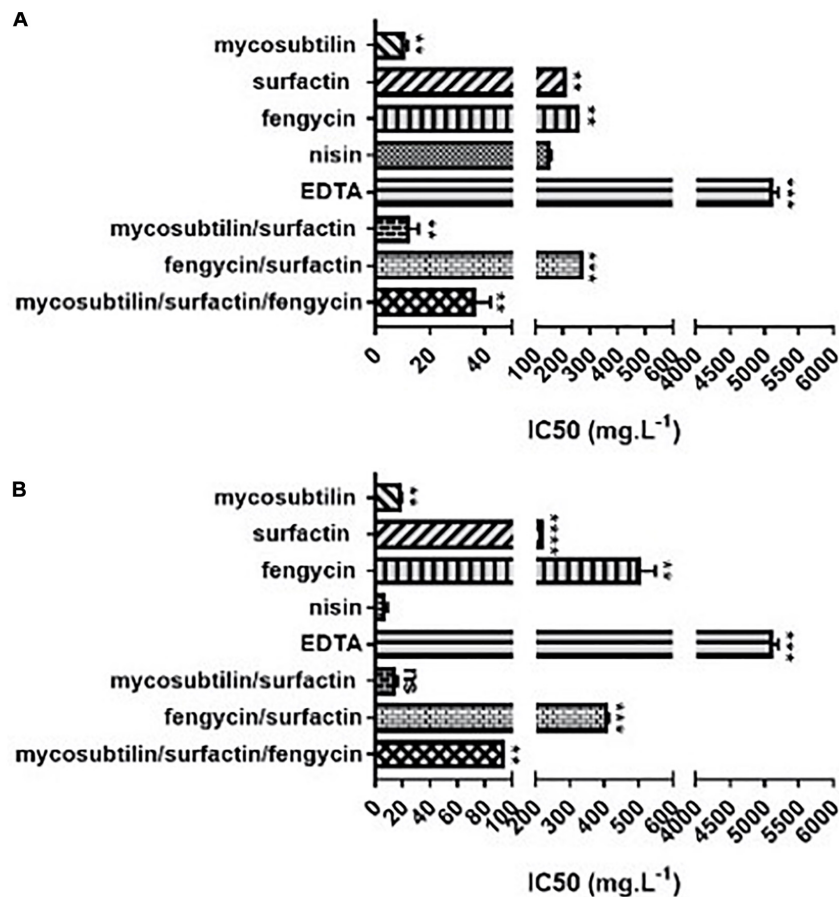 A
mycosubtilin **
surfactin **
fengycin **
nisin
EDTA ***
mycosubtilin/surfactin **
fengycin/surfactin ***
mycosubtilin/surfactin/fengycin **
0 20 40 100 200 300 400 500 600 4000 4500 5000 5500 6000
IC50 (mg.L⁻¹)
B
mycosubtilin **
surfactin ****
fengycin **
nisin
EDTA ***
mycosubtilin/surfactin ns
fengycin/surfactin ***
mycosubtilin/surfactin/fengycin **
0 20 40 60 80 100 200 300 400 500 600 4000 4500 5000 5500 6000
IC50 (mg.L⁻¹)